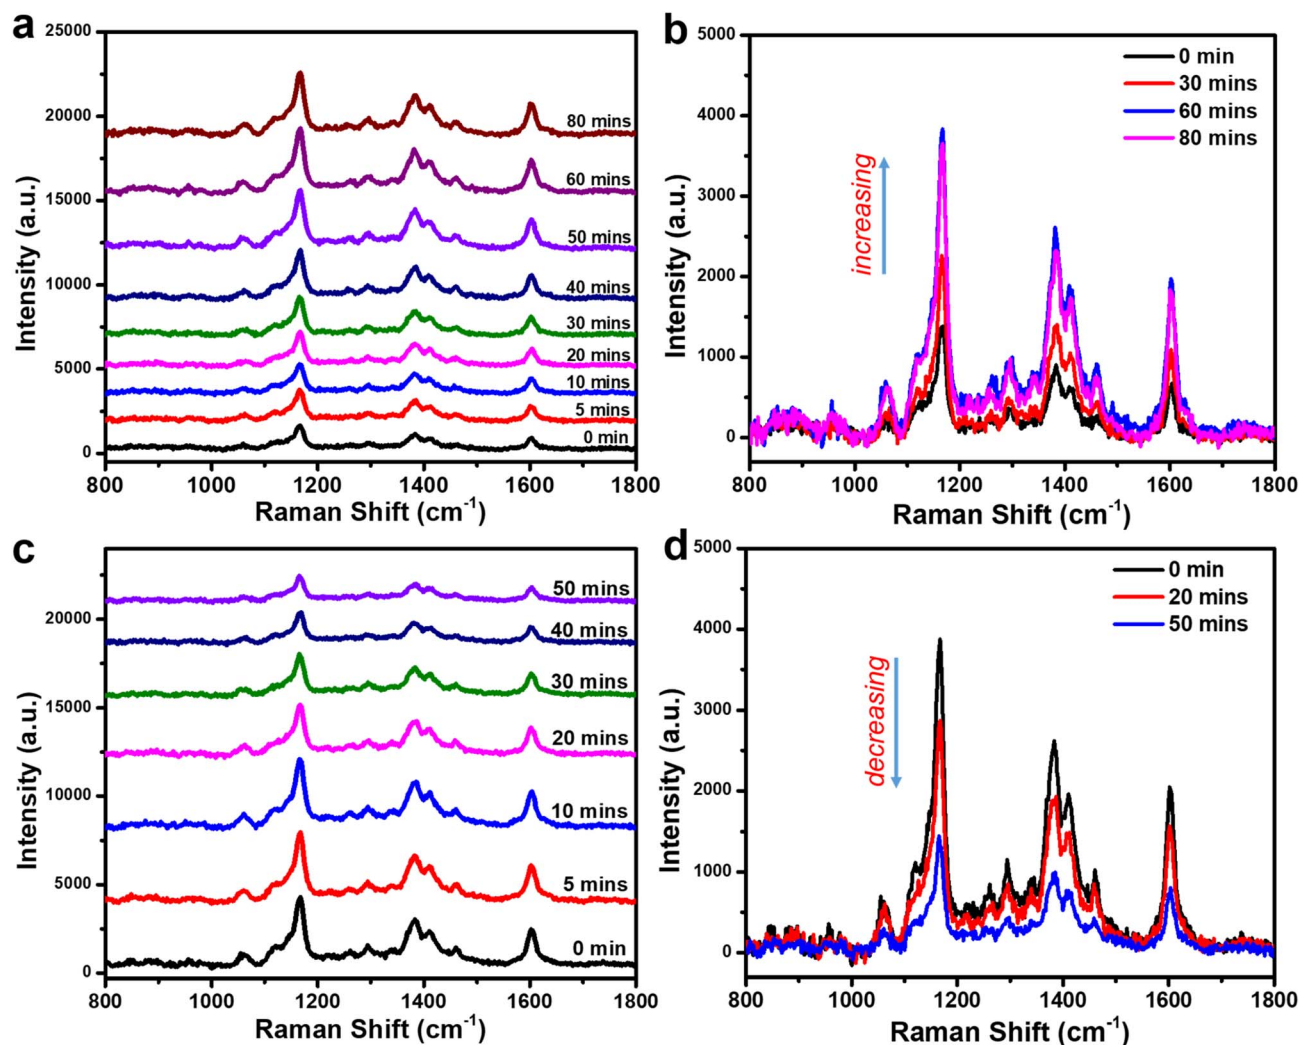 a
25000
20000
15000
10000
5000
0
Intensity (a.u.)
80 mins
60 mins
50 mins
40 mins
30 mins
20 mins
10 mins
5 mins
0 min
800 1000 1200 1400 1600 1800
Raman Shift (cm⁻¹)
b
5000
4000
3000
2000
1000
0
Intensity (a.u.)
increasing
0 min
30 mins
60 mins
80 mins
800 1000 1200 1400 1600 1800
Raman Shift (cm⁻¹)
c
20000
15000
10000
5000
0
Intensity (a.u.)
50 mins
40 mins
30 mins
20 mins
10 mins
5 mins
0 min
800 1000 1200 1400 1600 1800
Raman Shift (cm⁻¹)
d
5000
4000
3000
2000
1000
0
Intensity (a.u.)
decreasing
0 min
20 mins
50 mins
800 1000 1200 1400 1600 1800
Raman Shift (cm⁻¹)